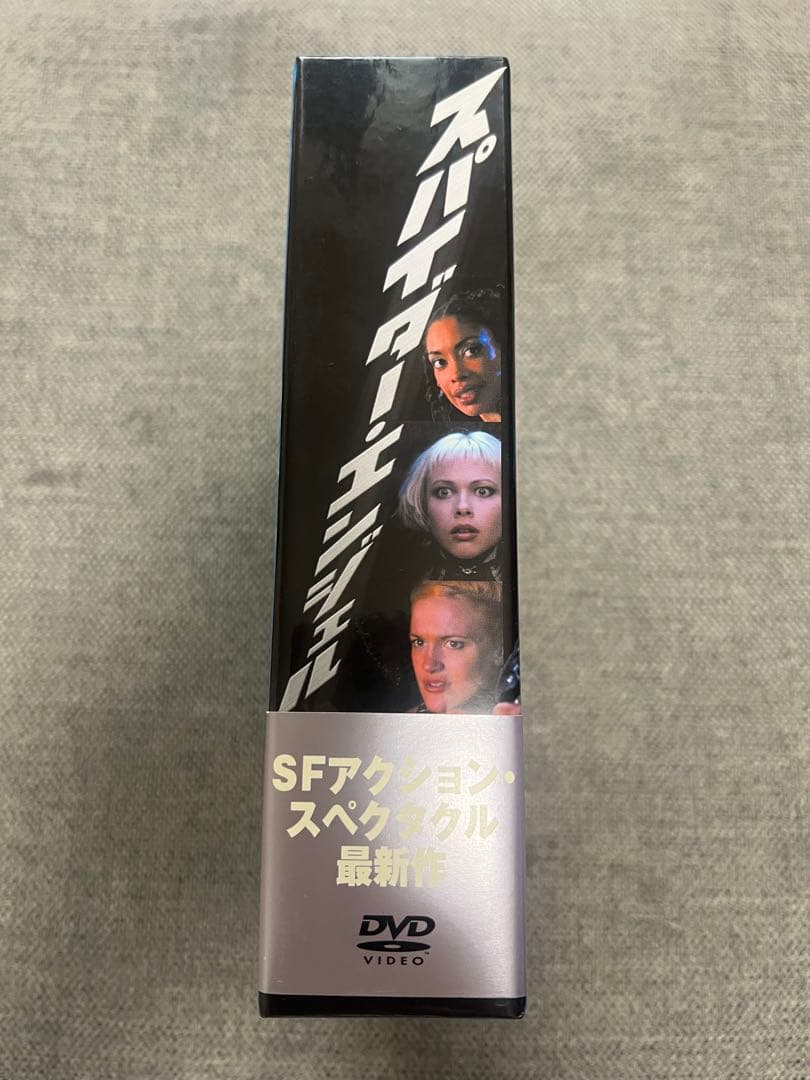 スパイダー・エンジェル
SFアクション・
スペクタクル
最新作
DVD
VIDEO